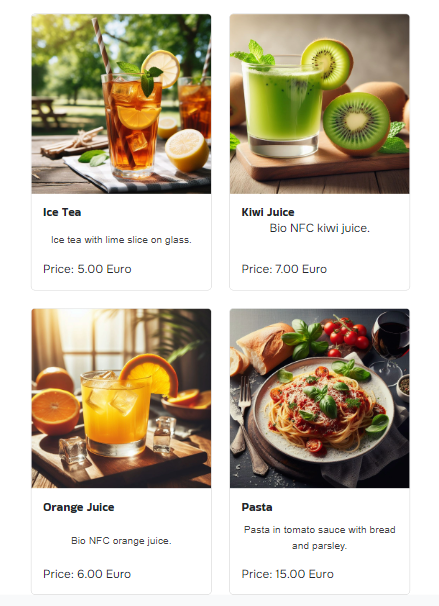 Ice Tea
Ice tea with lime slice on glass.
Price: 5.00 Euro
Kiwi Juice
Bio NFC kiwi juice.
Price: 7.00 Euro
Orange Juice
Bio NFC orange juice.
Price: 6.00 Euro
Pasta
Pasta in tomato sauce with bread
and parsley.
Price: 15.00 Euro